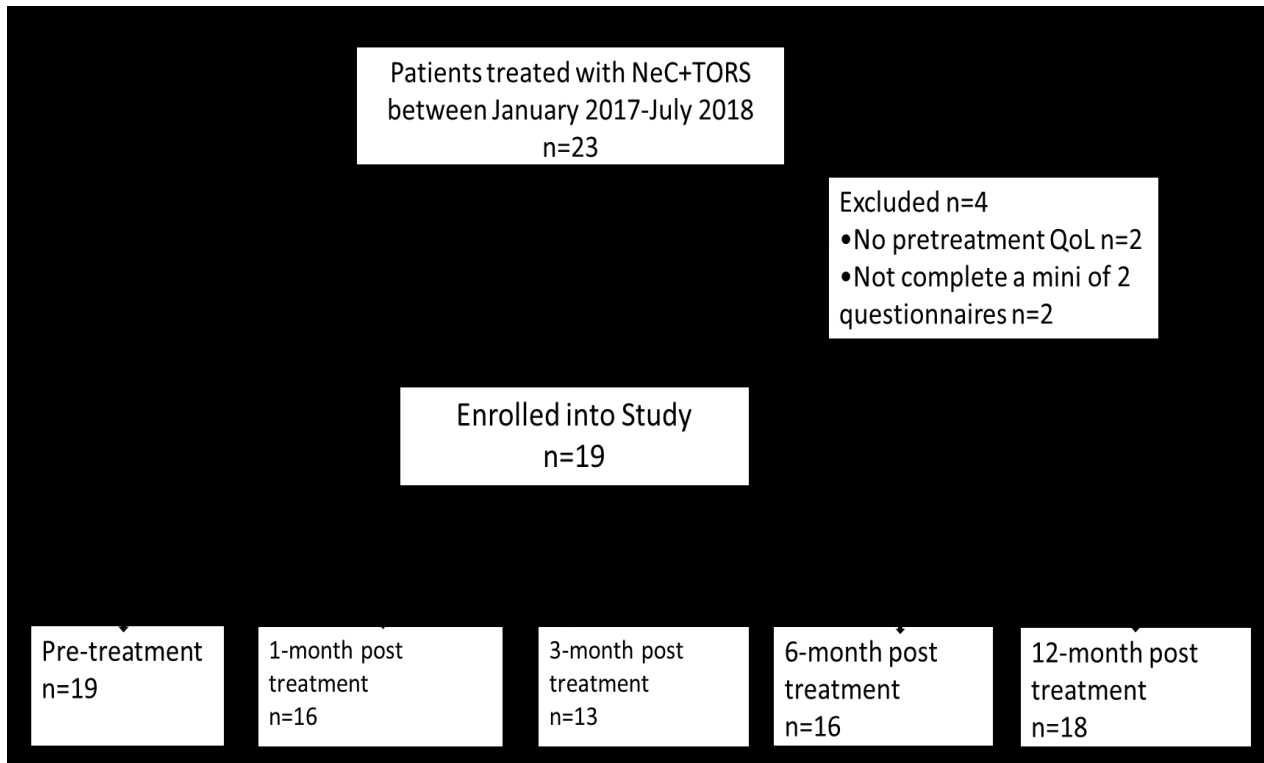 Patients treated with NeC+TORS
between January 2017-July 2018
n=23
Excluded n=4
•No pretreatment QoL n=2
•Not complete a mini of 2
questionnaires n=2
Enrolled into Study
n=19
Pre-treatment
n=19
1-month post
treatment
n=16
3-month post
treatment
n=13
6-month post
treatment
n=16
12-month post
treatment
n=18